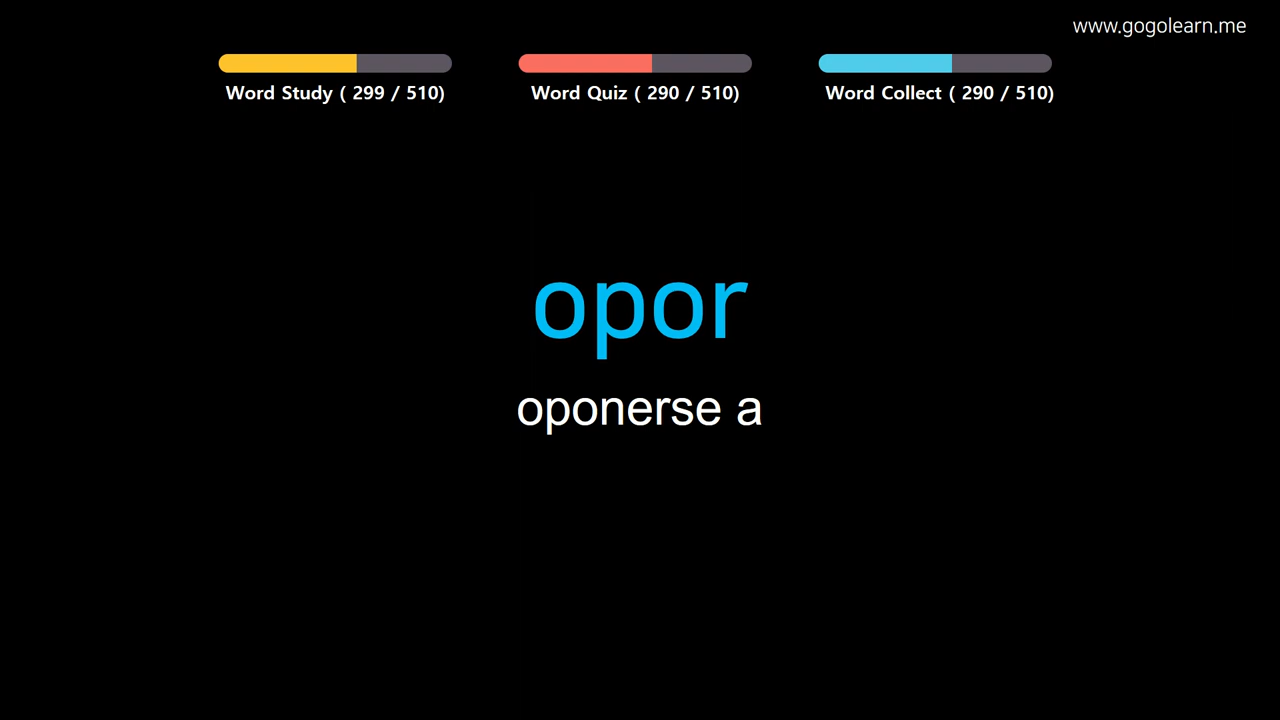 www.gogolearn.me
Word Study ( 299 / 510)
Word Quiz ( 290 / 510)
Word Collect ( 290 / 510)
opor
oponerse a